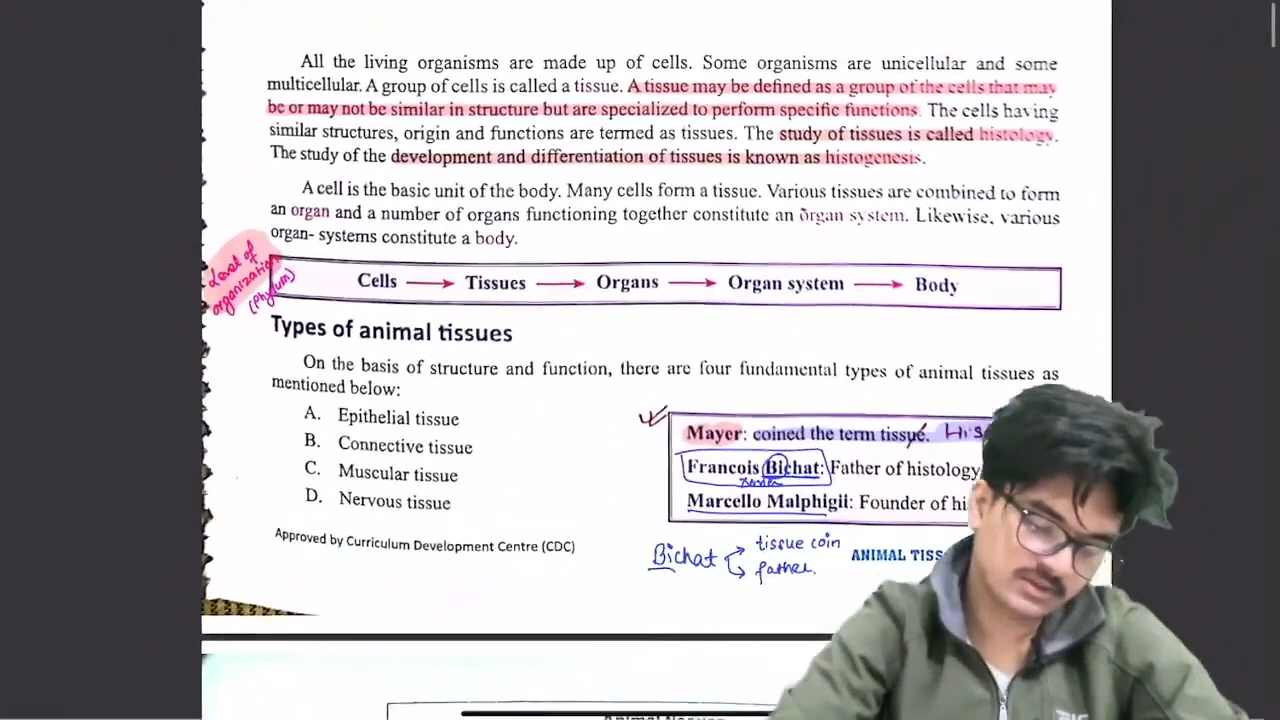 All the living organisms are made up of cells. Some organisms are unicellular and some
multicellular. A group of cells is called a tissue. A tissue may be defined as a group of the cells that may
be or may not be similar in structure but are specialized to perform specific functions. The cells having
similar structures, origin and functions are termed as tissues. The study of tissues is called histology.
The study of the development and differentiation of tissues is known as histogenesis.
A cell is the basic unit of the body. Many cells form a tissue. Various tissues are combined to form
an organ and a number of organs functioning together constitute an organ system. Likewise, various
organ- systems constitute a body.
Level of
organization
(Phylum)
Cells → Tissues → Organs → Organ system → Body
Types of animal tissues
On the basis of structure and function, there are four fundamental types of animal tissues as
mentioned below:
A. Epithelial tissue
B. Connective tissue
C. Muscular tissue
D. Nervous tissue
Mayer: coined the term tissue. His
Francois Bichat: Father of histology
Marcello Malphigii: Founder of hi
Bichat → tissue coin
→ father.
Approved by Curriculum Development Centre (CDC)
ANIMAL TISS